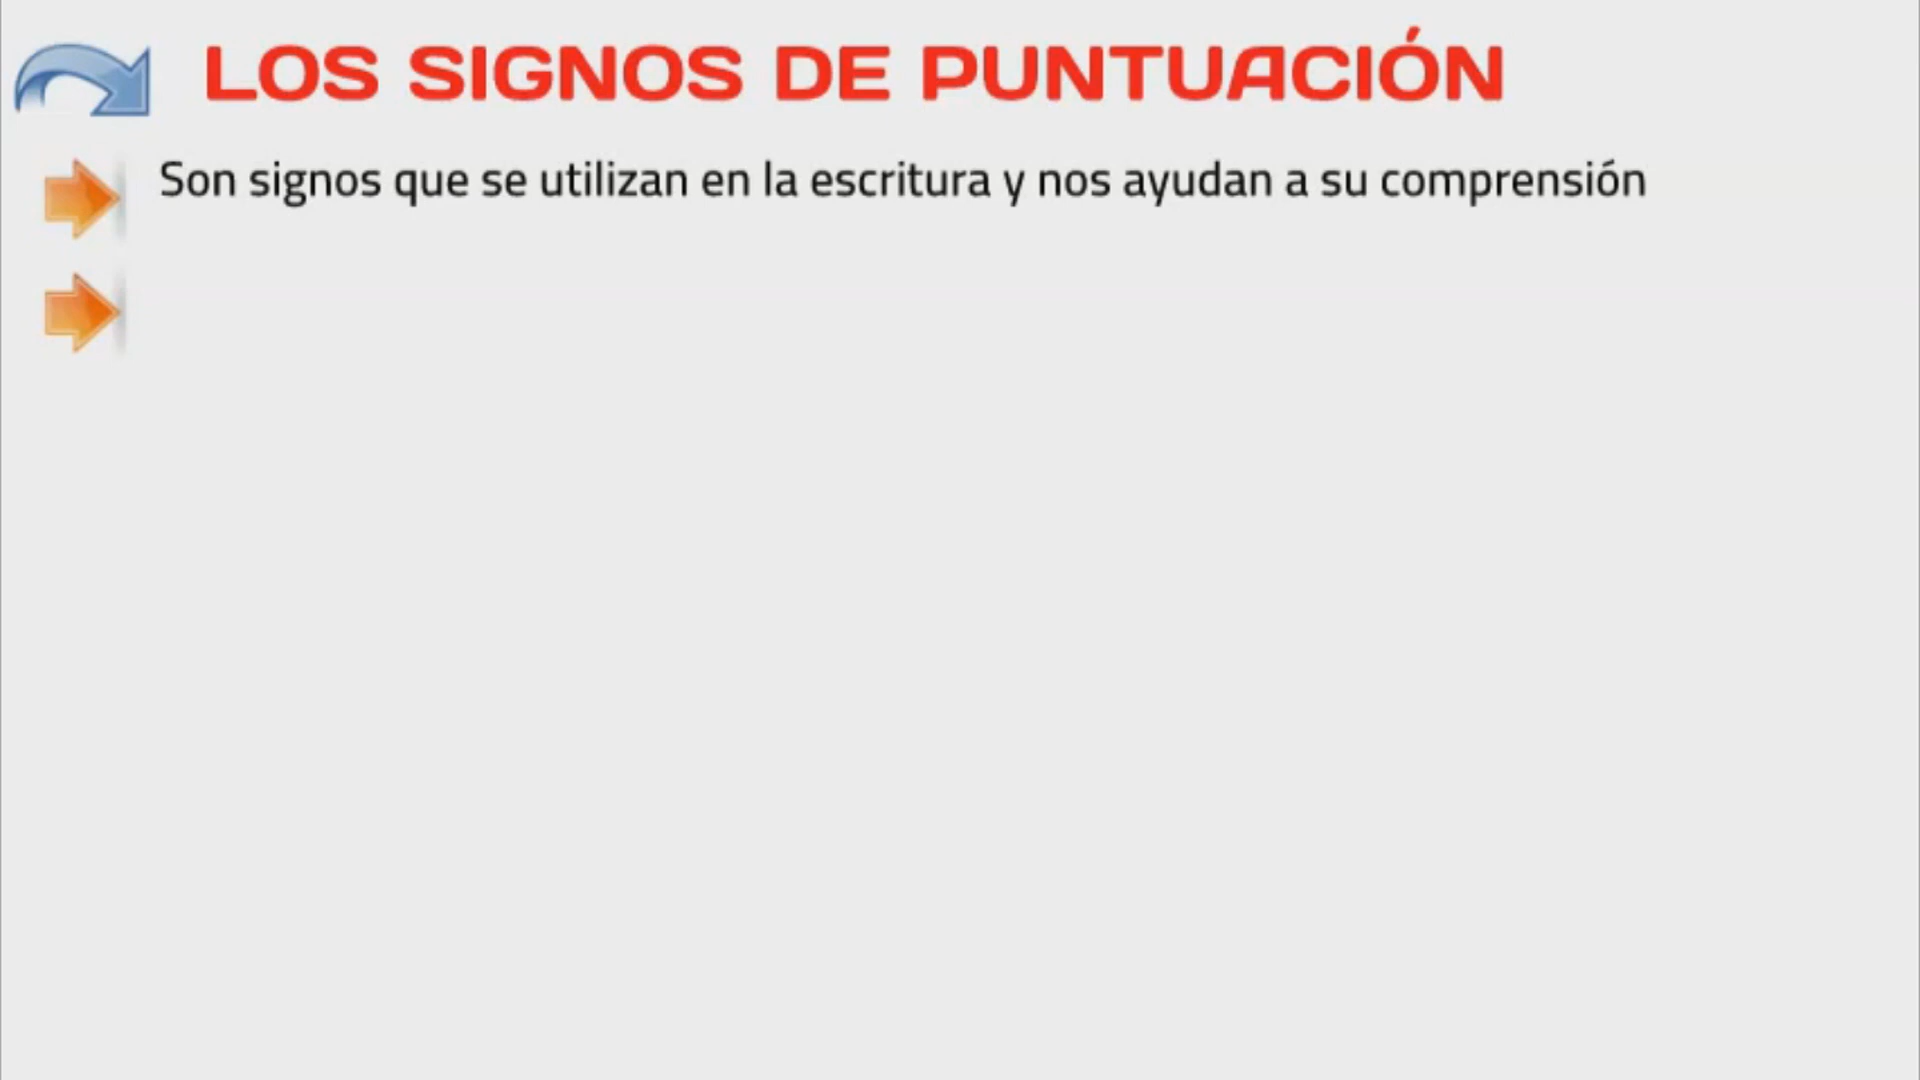 LOS SIGNOS DE PUNTUACIÓN
Son signos que se utilizan en la escritura y nos ayudan a su comprensión